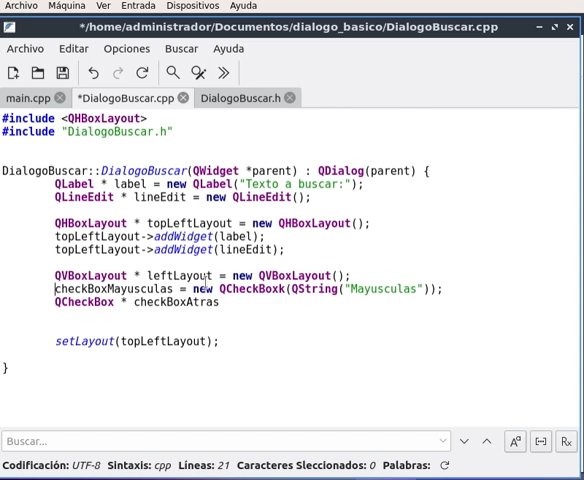 Archivo Máquina Ver Entrada Dispositivos Ayuda
*/home/administrador/Documentos/dialogo_basico/DialogoBuscar.cpp
Archivo Editar Opciones Buscar Ayuda
main.cpp *DialogoBuscar.cpp DialogoBuscar.h
#include <QHBoxLayout>
#include "DialogoBuscar.h"
DialogoBuscar::DialogoBuscar(QWidget *parent) : QDialog(parent) {
QLabel * label = new QLabel("Texto a buscar:");
QLineEdit * lineEdit = new QLineEdit();
QHBoxLayout * topLeftLayout = new QHBoxLayout();
topLeftLayout->addWidget(label);
topLeftLayout->addWidget(lineEdit);
QVBoxLayout * leftLayout = new QVBoxLayout();
checkBoxMayusculas = new QCheckBoxk(QString("Mayusculas"));
QCheckBox * checkBoxAtras
setLayout(topLeftLayout);
}
Buscar... Aª Rx
Codificación: UTF-8 Sintaxis: cpp Líneas: 21 Caracteres Seleccionados: 0 Palabras: